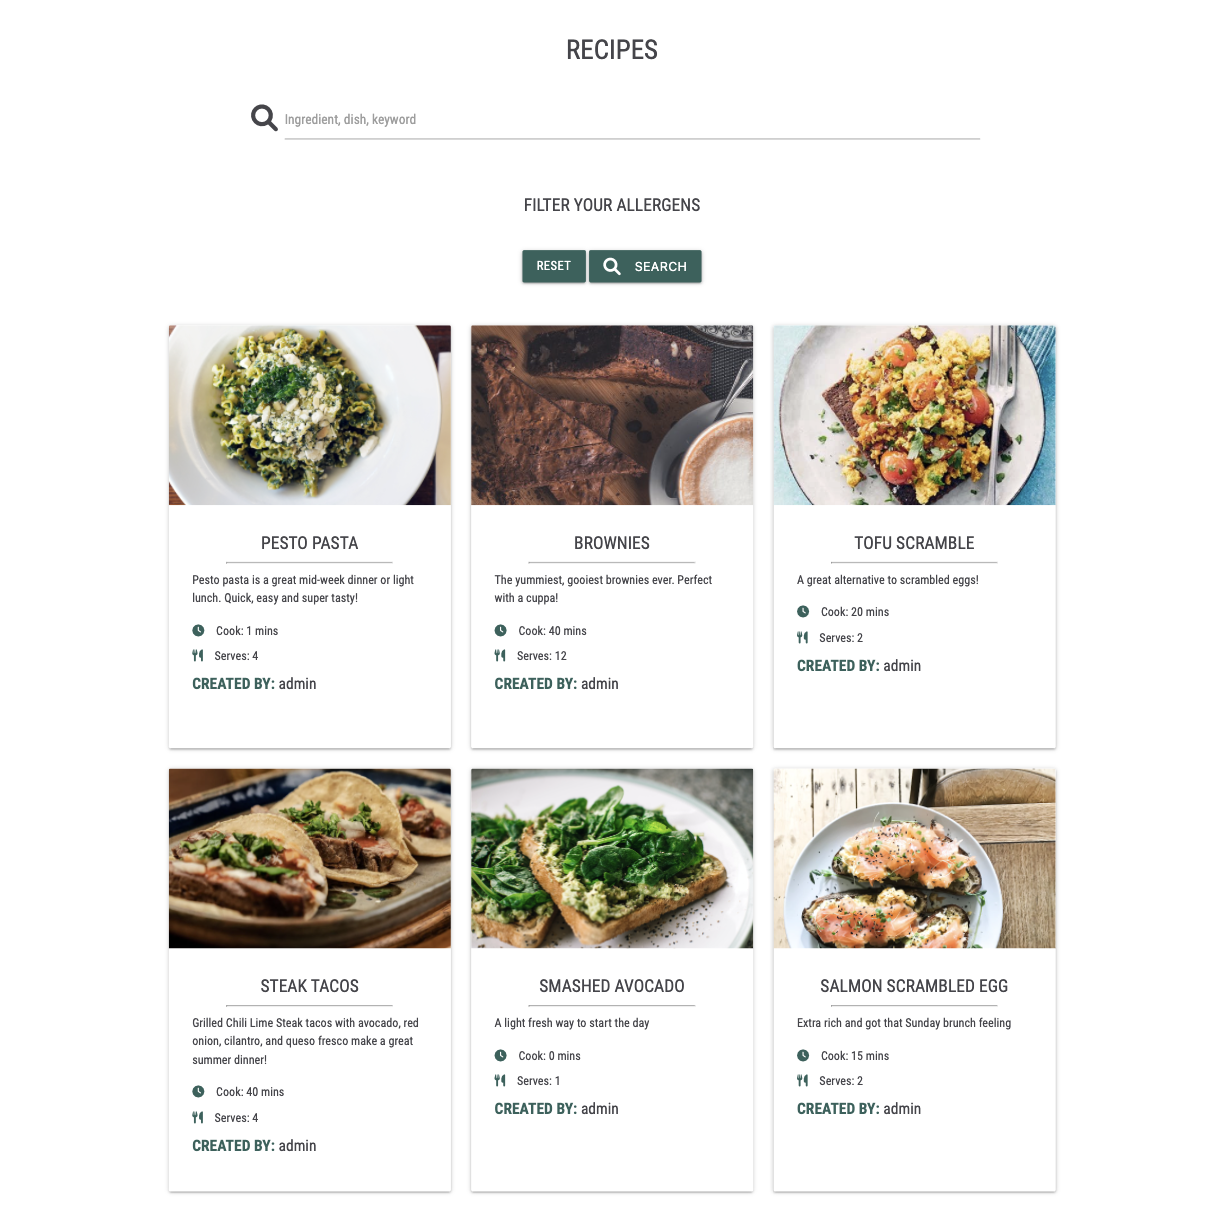 RECIPES
Ingredient, dish, keyword
FILTER YOUR ALLERGENS
RESET
SEARCH
PESTO PASTA
Pesto pasta is a great mid-week dinner or light
lunch. Quick, easy and super tasty!
Cook: 1 mins
Serves: 4
CREATED BY: admin
BROWNIES
The yummiest, gooiest brownies ever. Perfect
with a cuppa!
Cook: 40 mins
Serves: 12
CREATED BY: admin
TOFU SCRAMBLE
A great alternative to scrambled eggs!
Cook: 20 mins
Serves: 2
CREATED BY: admin
STEAK TACOS
Grilled Chili Lime Steak tacos with avocado, red
onion, cilantro, and queso fresco make a great
summer dinner!
Cook: 40 mins
Serves: 4
CREATED BY: admin
SMASHED AVOCADO
A light fresh way to start the day
Cook: 0 mins
Serves: 1
CREATED BY: admin
SALMON SCRAMBLED EGG
Extra rich and got that Sunday brunch feeling
Cook: 15 mins
Serves: 2
CREATED BY: admin